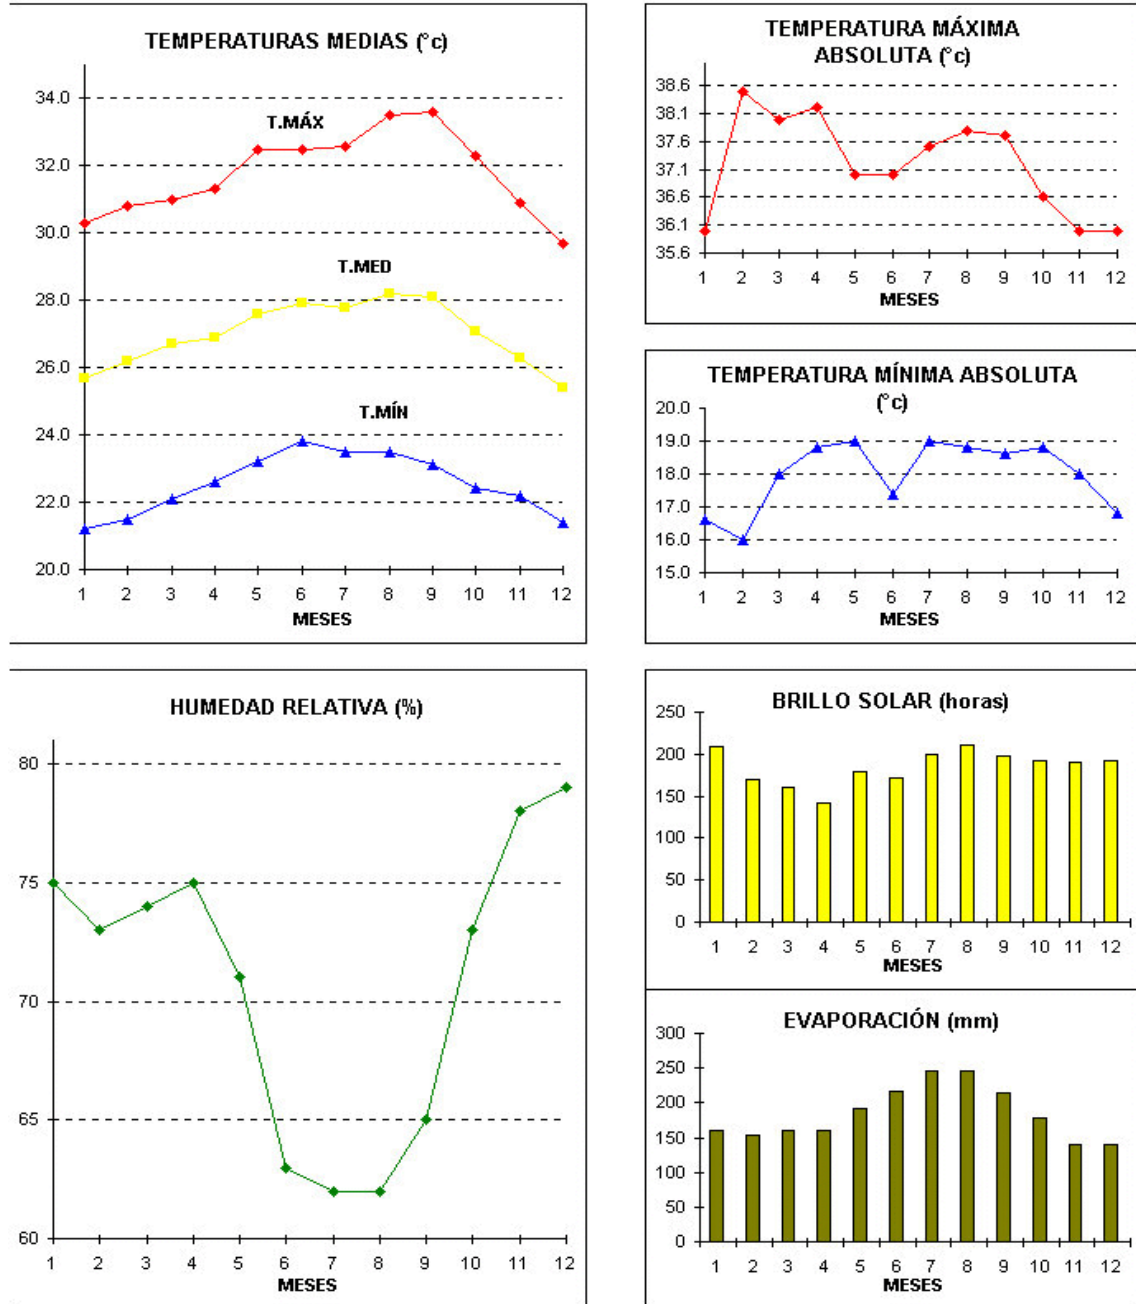 TEMPERATURAS MEDIAS (°c)
34.0
32.0
30.0
28.0
26.0
24.0
22.0
20.0
T.MÁX
T.MED
T.MÍN
1 2 3 4 5 6 7 8 9 10 11 12
MESES
TEMPERATURA MÁXIMA
ABSOLUTA (°c)
38.6
38.1
37.6
37.1
36.6
36.1
35.6
1 2 3 4 5 6 7 8 9 10 11 12
MESES
TEMPERATURA MÍNIMA ABSOLUTA
(°c)
20.0
19.0
18.0
17.0
16.0
15.0
1 2 3 4 5 6 7 8 9 10 11 12
MESES
HUMEDAD RELATIVA (%)
80
75
70
65
60
1 2 3 4 5 6 7 8 9 10 11 12
MESES
BRILLO SOLAR (horas)
250
200
150
100
50
0
1 2 3 4 5 6 7 8 9 10 11 12
MESES
EVAPORACIÓN (mm)
300
250
200
150
100
50
0
1 2 3 4 5 6 7 8 9 10 11 12
MESES